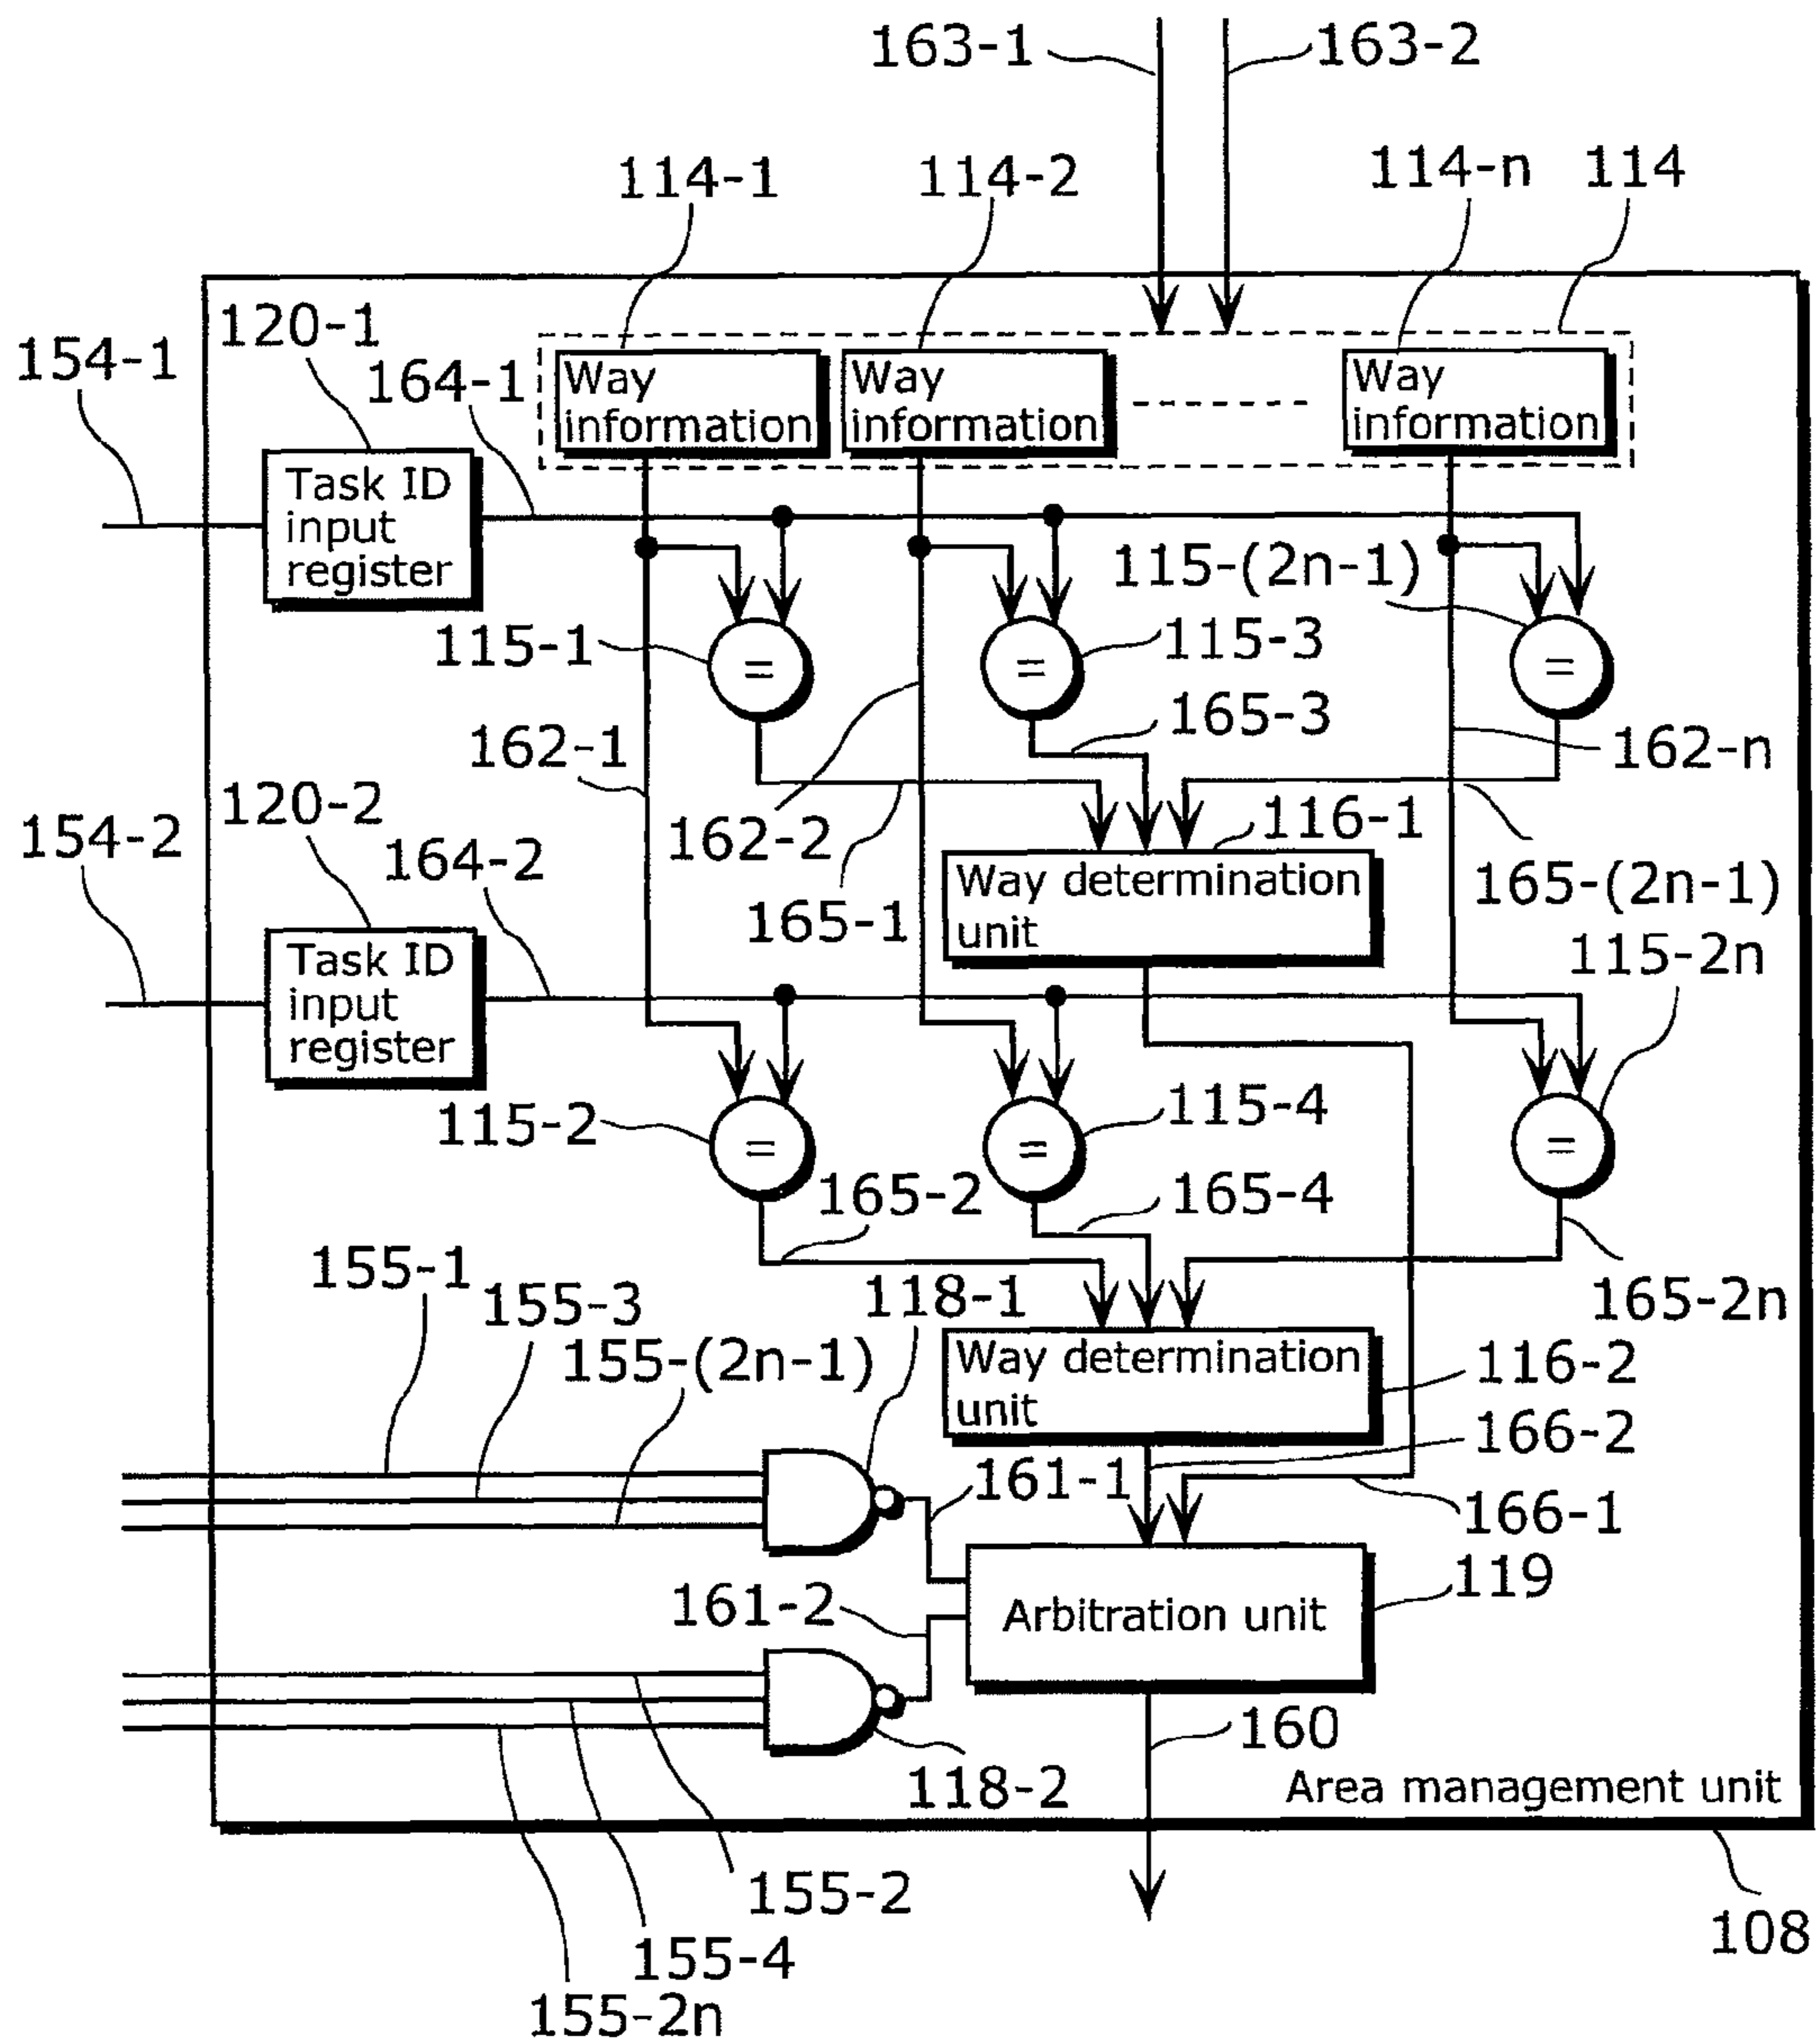 163-1 163-2
114-1 114-2 114-n 114
120-1
154-1 164-1
Way
information
Way
information
Way
information
Task ID
input
register
115-(2n-1)
115-1 115-3
165-3
162-1 162-n
120-2
154-2 164-2
162-2 116-1
165-1 165-(2n-1)
Way determination
unit
115-2n
Task ID
input
register
115-2 115-4
165-2 165-4
155-1
155-3 118-1 165-2n
155-(2n-1)
Way determination
unit
116-2
166-2
161-1 166-1
161-2 119
Arbitration unit
160
118-2 Area management unit
155-2
155-4 108
155-2n
=
=
=
=
=
=